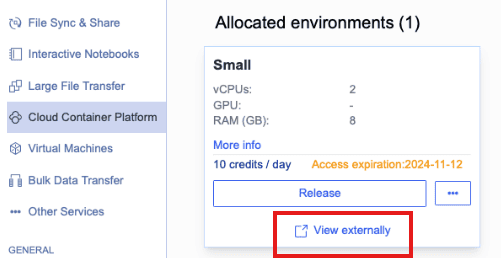 File Sync & Share
Interactive Notebooks
Large File Transfer
Cloud Container Platform
Virtual Machines
Bulk Data Transfer
Other Services
GENERAL
Allocated environments (1)
Small
vCPUs: 2
GPU: -
RAM (GB): 8
More info
10 credits / day Access expiration:2024-11-12
Release
View externally